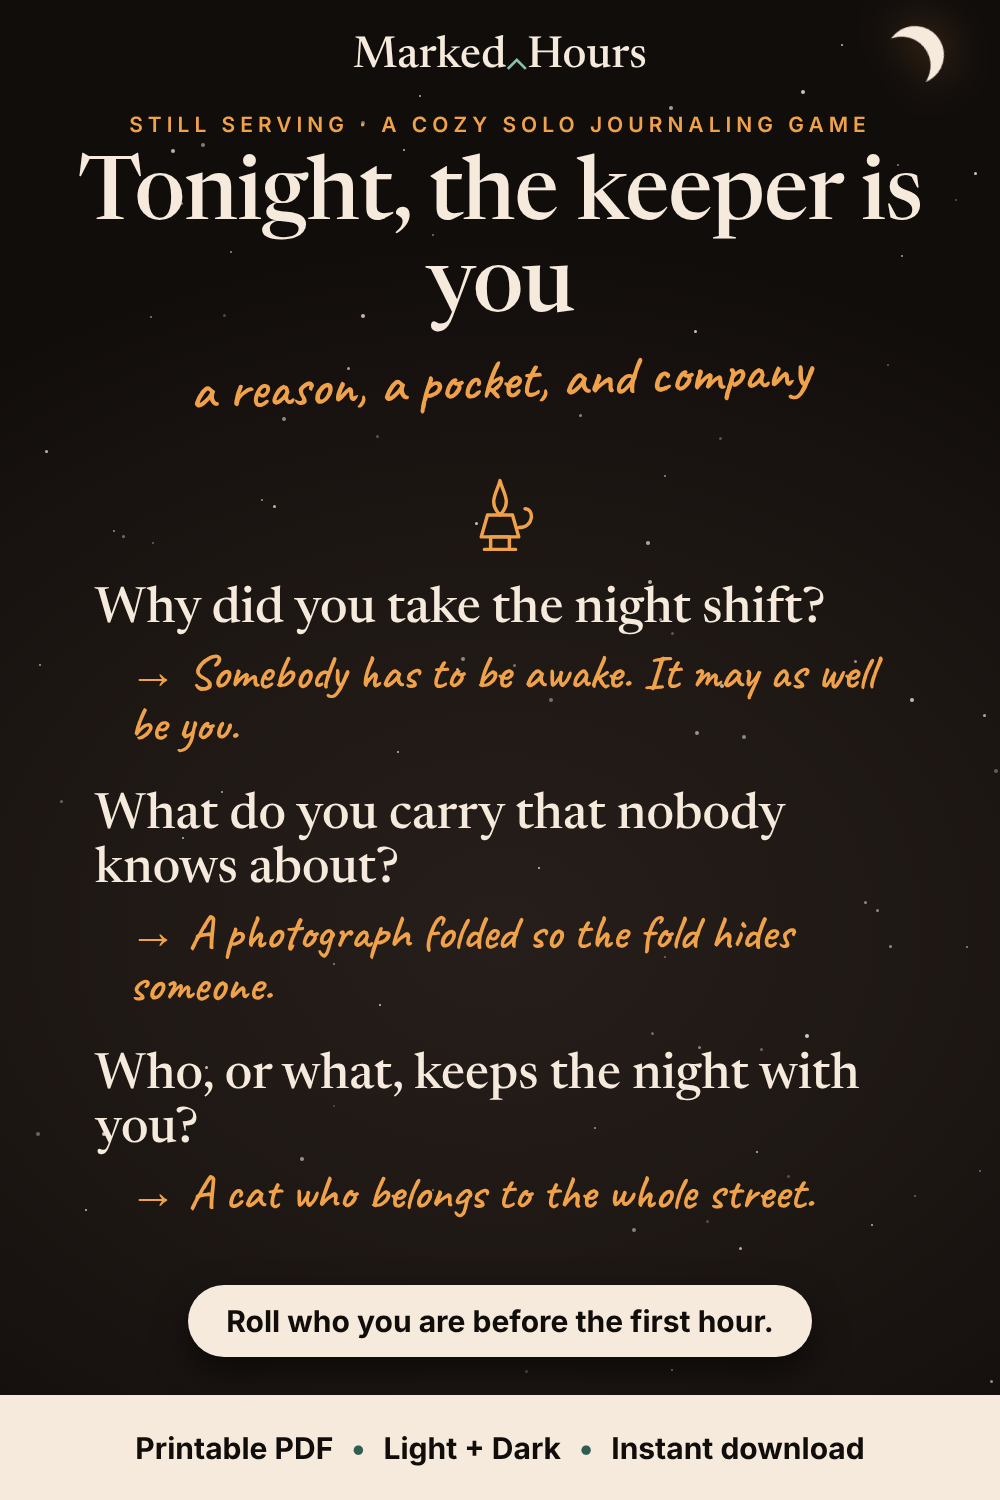 Marked‸Hours
STILL SERVING · A COZY SOLO JOURNALING GAME
Tonight, the keeper is
you
a reason, a pocket, and company
Why did you take the night shift?
→ Somebody has to be awake. It may as well
be you.
What do you carry that nobody
knows about?
→ A photograph folded so the fold hides
someone.
Who, or what, keeps the night with
you?
→ A cat who belongs to the whole street.
Roll who you are before the first hour.
Printable PDF • Light + Dark • Instant download